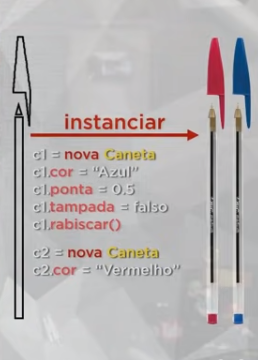 instanciar
c1 = nova Caneta
c1.cor = "Azul"
c1.ponta = 0.5
c1.tampada = falso
c1.rabiscar()
c2 = nova Caneta
c2.cor = "Vermelho"